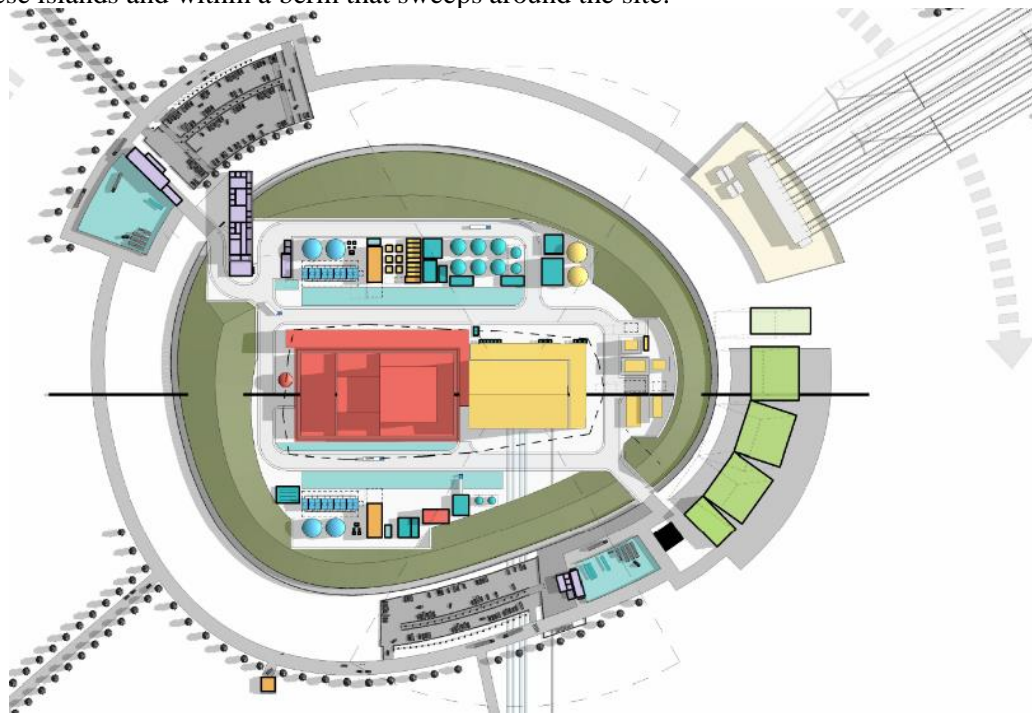 ese islands and within a berm that sweeps around the site.